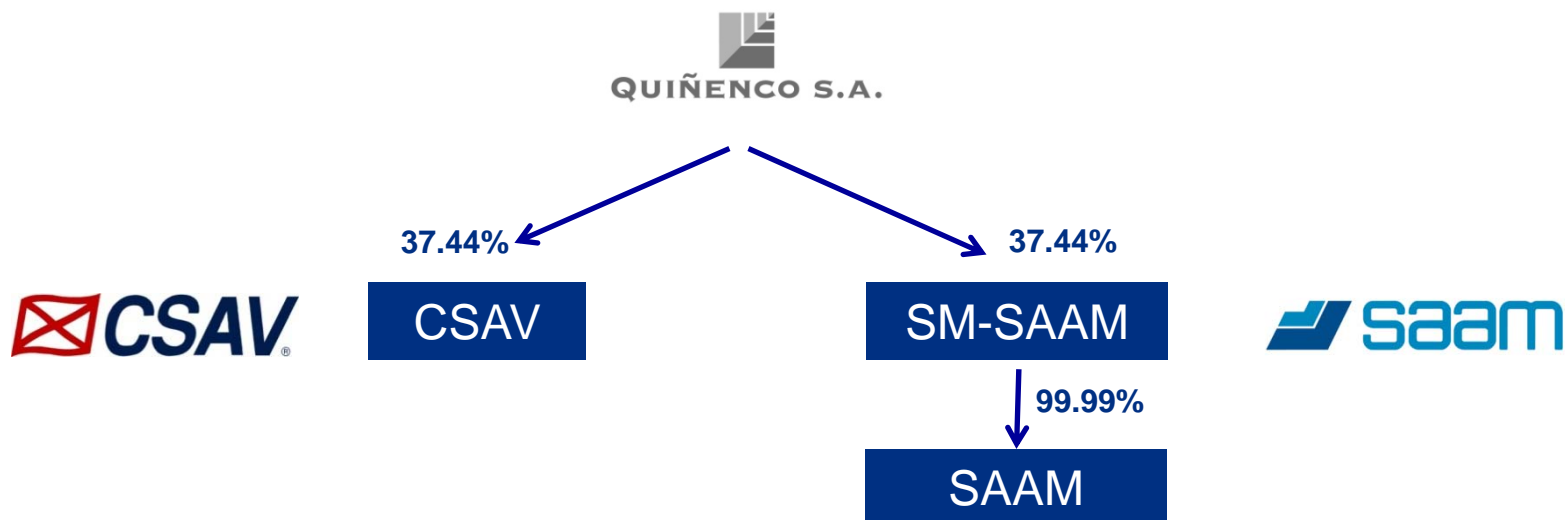 QUIÑENCO S.A.
37.44%
37.44%
CSAV®
CSAV
SM-SAAM
saam
99.99%
SAAM